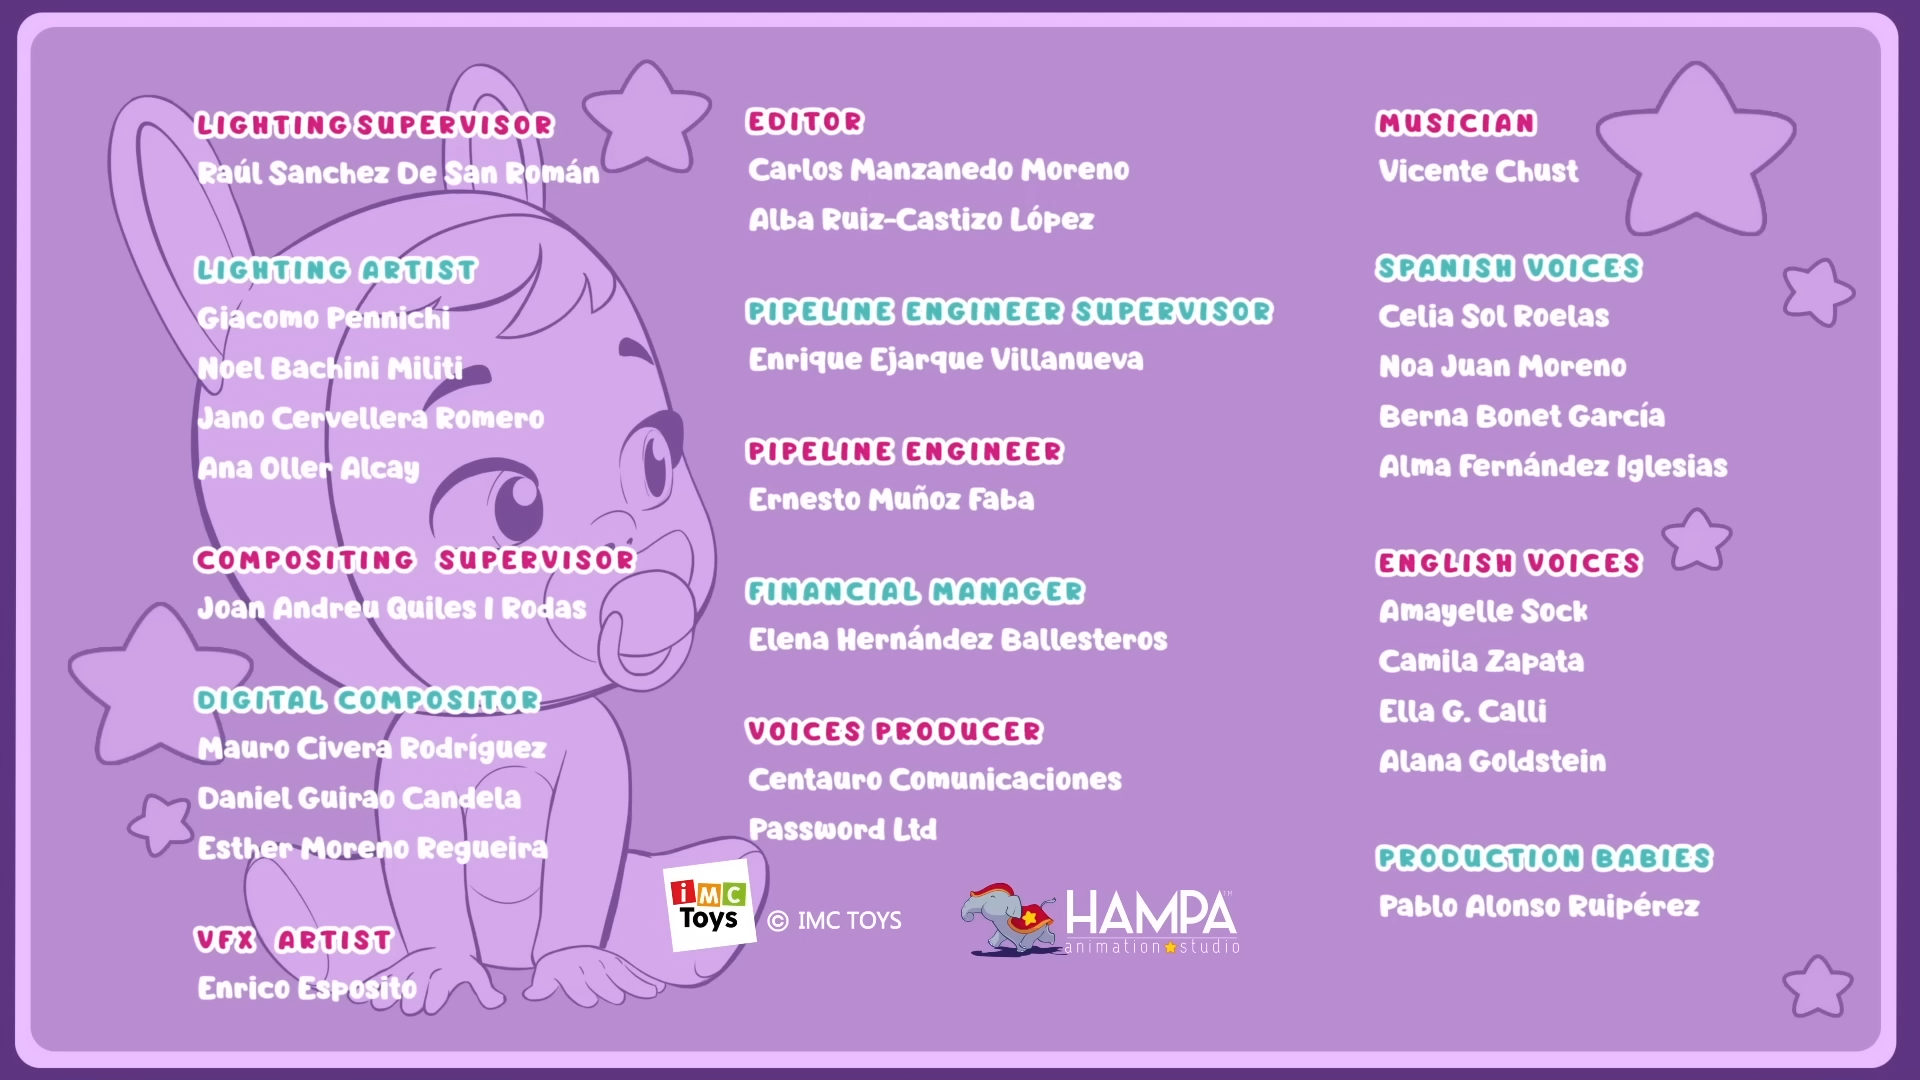 LIGHTING SUPERVISOR
Raúl Sanchez De San Román
LIGHTING ARTIST
Giacomo Pennichi
Noel Bachini Militi
Jano Cervellera Romero
Ana Oller Alcay
COMPOSITING SUPERVISOR
Joan Andreu Quiles I Rodas
DIGITAL COMPOSITOR
Mauro Civera Rodríguez
Daniel Guirao Candela
Esther Moreno Regueira
VFX ARTIST
Enrico Esposito
EDITOR
Carlos Manzanedo Moreno
Alba Ruiz-Castizo López
PIPELINE ENGINEER SUPERVISOR
Enrique Ejarque Villanueva
PIPELINE ENGINEER
Ernesto Muñoz Faba
FINANCIAL MANAGER
Elena Hernández Ballesteros
VOICES PRODUCER
Centauro Comunicaciones
Password Ltd
iMC
Toys
© IMC TOYS
HAMPA™
animation studio
MUSICIAN
Vicente Chust
SPANISH VOICES
Celia Sol Roelas
Noa Juan Moreno
Berna Bonet García
Alma Fernández Iglesias
ENGLISH VOICES
Amayelle Sock
Camila Zapata
Ella G. Calli
Alana Goldstein
PRODUCTION BABIES
Pablo Alonso Ruipérez